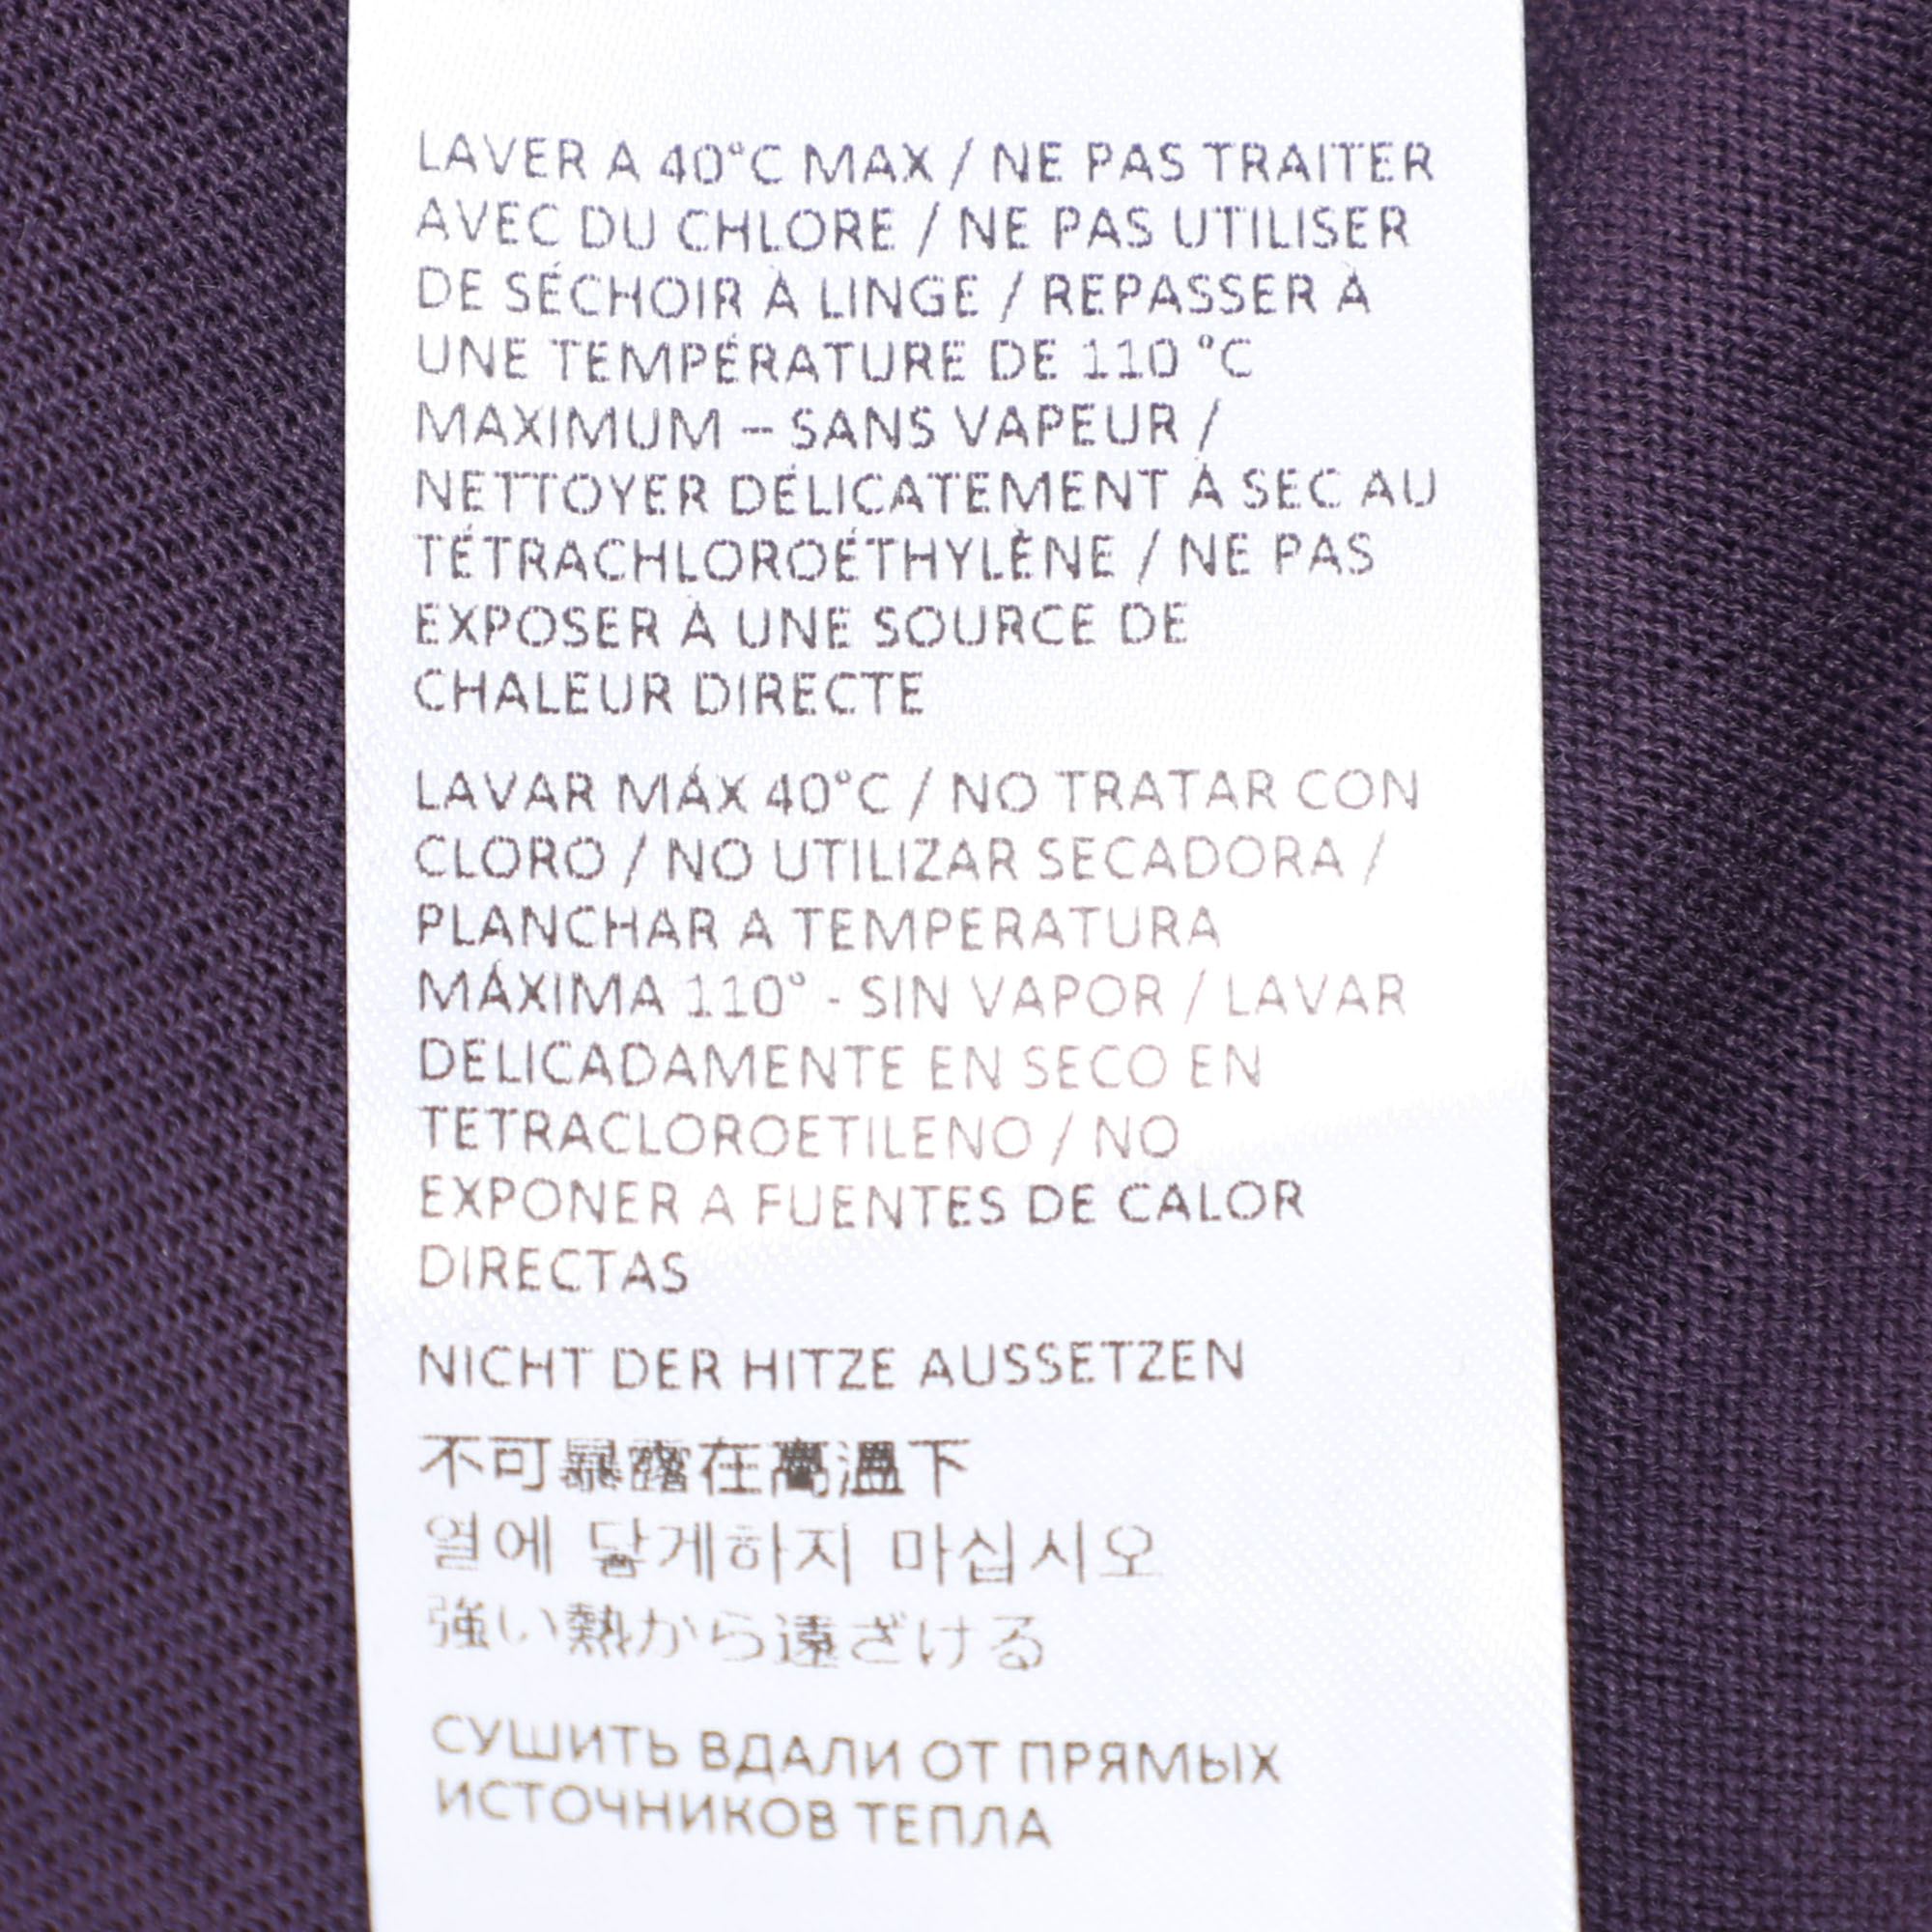 LAVER A 40°C MAX / NE PAS TRAITER
AVEC DU CHLORE / NE PAS UTILISER
DE SÉCHOIR À LINGE / REPASSER À
UNE TEMPÉRATURE DE 110 °C
MAXIMUM – SANS VAPEUR /
NETTOYER DÉLICATEMENT À SEC AU
TÉTRACHLOROÉTHYLÈNE / NE PAS
EXPOSER À UNE SOURCE DE
CHALEUR DIRECTE
LAVAR MÁX 40°C / NO TRATAR CON
CLORO / NO UTILIZAR SECADORA /
PLANCHAR A TEMPERATURA
MÁXIMA 110° - SIN VAPOR / LAVAR
DELICADAMENTE EN SECO EN
TETRACLOROETILENO / NO
EXPONER A FUENTES DE CALOR
DIRECTAS
NICHT DER HITZE AUSSETZEN
不可暴露在高溫下
열에 닿게하지 마십시오
強い熱から遠ざける
СУШИТЬ ВДАЛИ ОТ ПРЯМЫХ
ИСТОЧНИКОВ ТЕПЛА